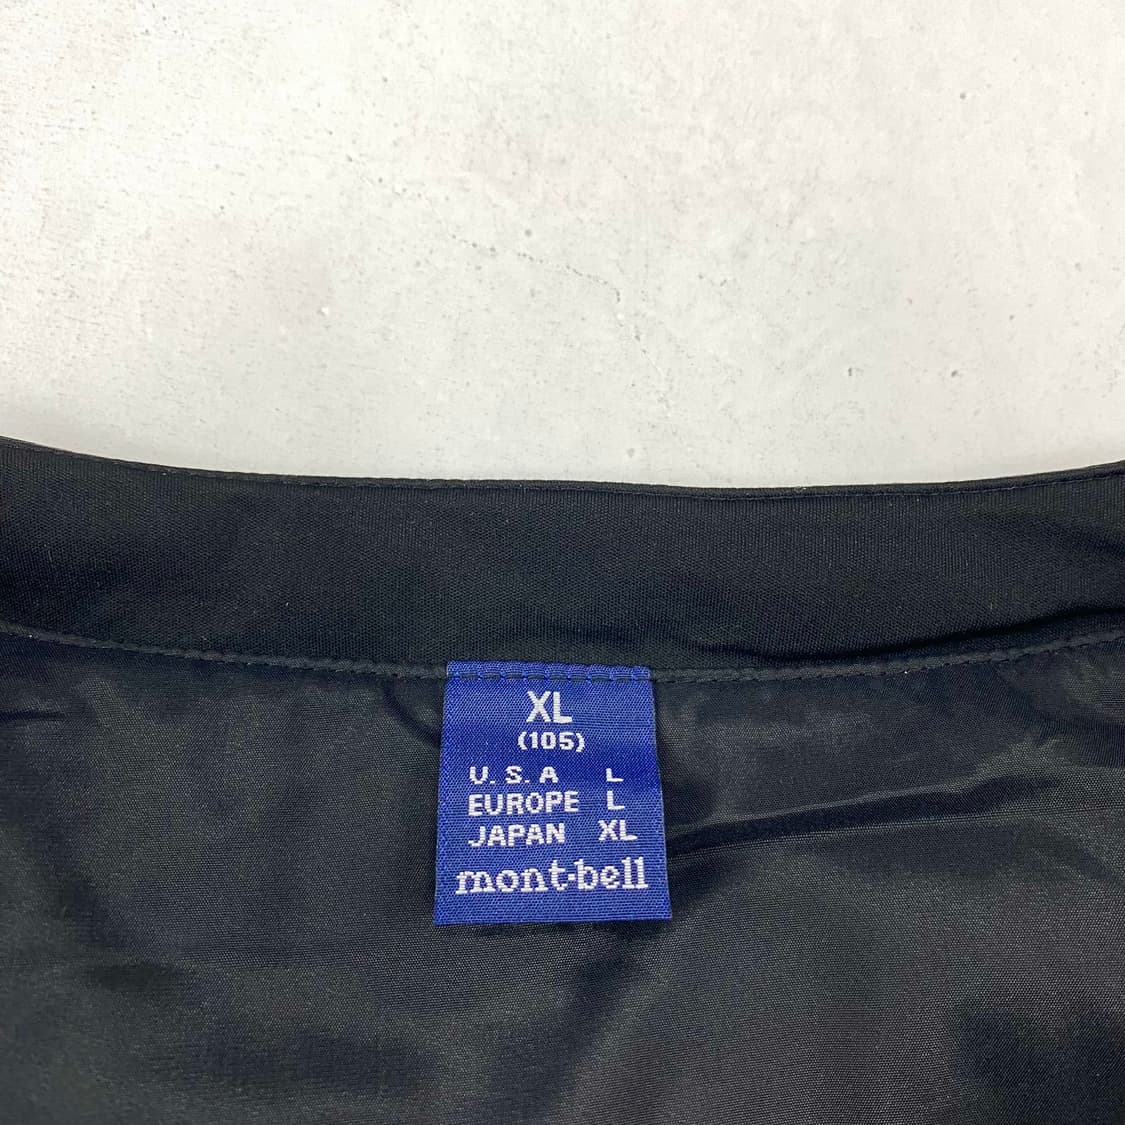 XL
(105)
U.S.A L
EUROPE L
JAPAN XL
mont·bell